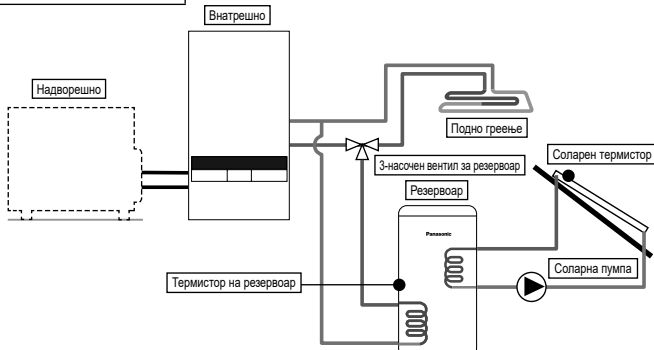 Внатрешно
Надворешно
Подно греење
Соларен термистор
3-насочен вентил за резервоар
Резервоар
Panasonic
Соларна пумпа
Термистор на резервоар